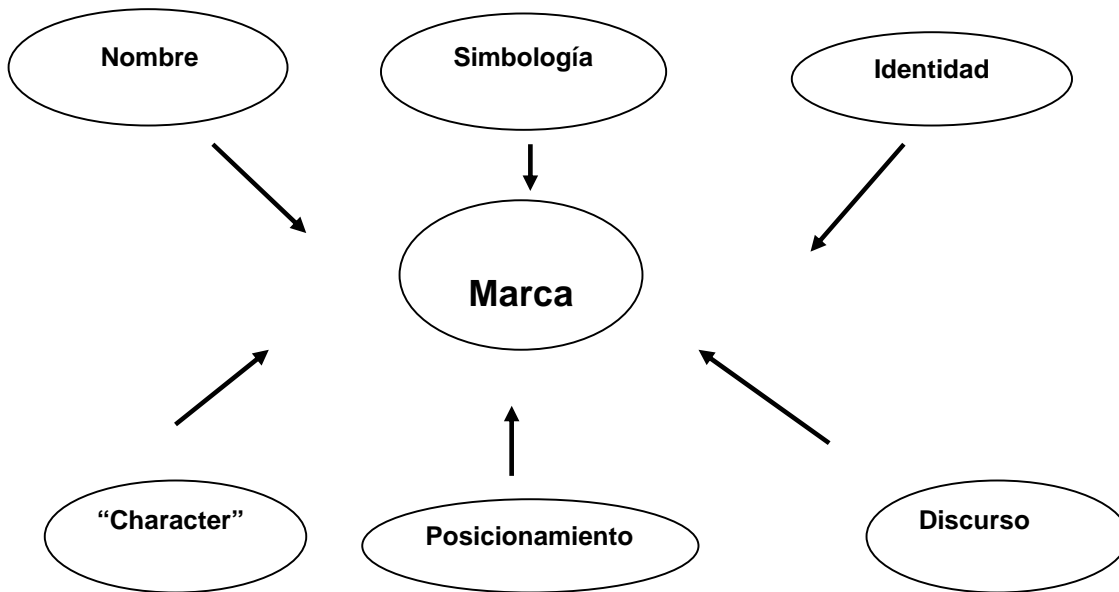 Nombre
Simbología
Identidad
Marca
“Character”
Posicionamiento
Discurso